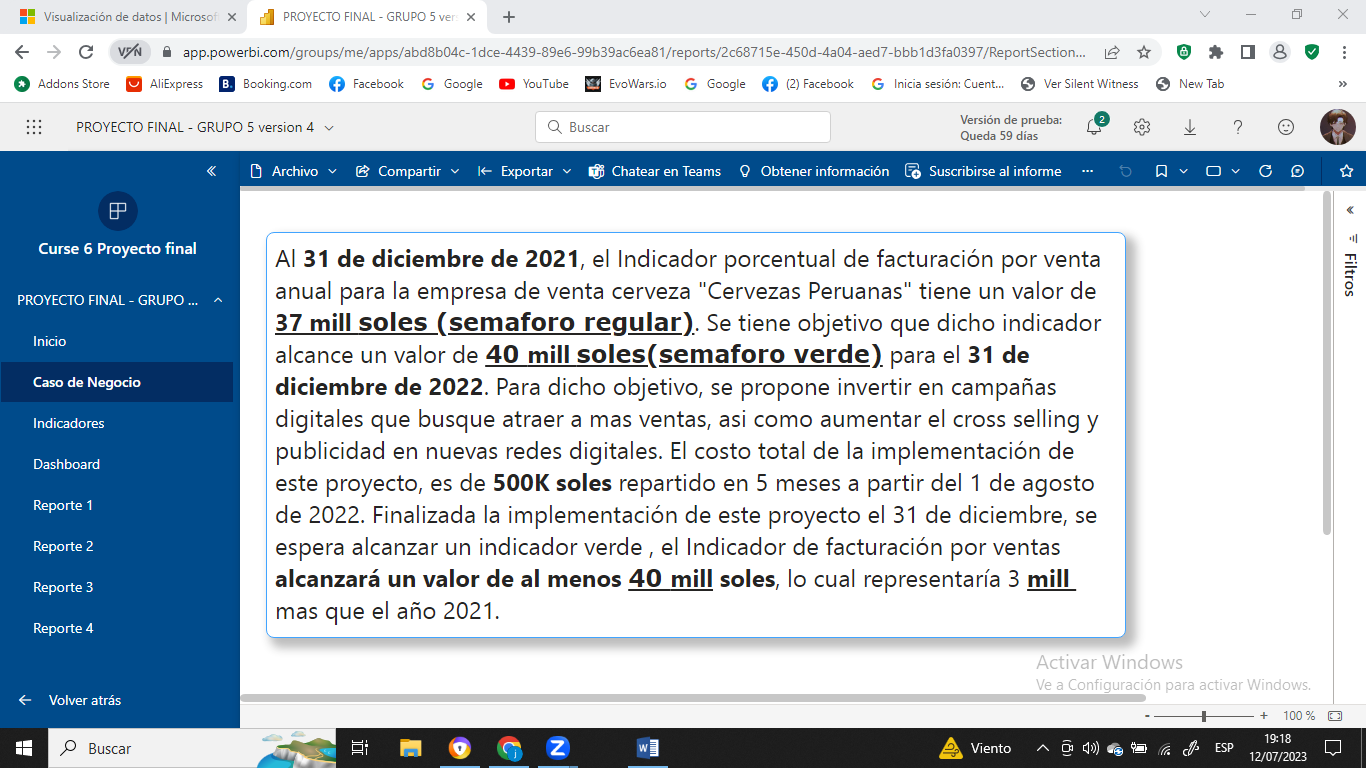 Visualización de datos | Microsof
PROYECTO FINAL - GRUPO 5 vers
VPN
app.powerbi.com/groups/me/apps/abd8b04c-1dce-4439-89e6-99b39ac6ea81/reports/2c68715e-450d-4a04-aed7-bbb1d3fa0397/ReportSection...
Addons Store
AliExpress
Booking.com
Facebook
Google
YouTube
EvoWars.io
Google
(2) Facebook
Inicia sesión: Cuent...
Ver Silent Witness
New Tab
PROYECTO FINAL - GRUPO 5 version 4
Buscar
Versión de prueba:
Queda 59 días
2
Archivo
Compartir
Exportar
Chatear en Teams
Obtener información
Suscribirse al informe
Curse 6 Proyecto final
PROYECTO FINAL - GRUPO ...
Inicio
Caso de Negocio
Indicadores
Dashboard
Reporte 1
Reporte 2
Reporte 3
Reporte 4
Volver atrás
Al 31 de diciembre de 2021, el Indicador porcentual de facturación por venta
anual para la empresa de venta cerveza "Cervezas Peruanas" tiene un valor de
37 mill soles (semaforo regular). Se tiene objetivo que dicho indicador
alcance un valor de 40 mill soles(semaforo verde) para el 31 de
diciembre de 2022. Para dicho objetivo, se propone invertir en campañas
digitales que busque atraer a mas ventas, asi como aumentar el cross selling y
publicidad en nuevas redes digitales. El costo total de la implementación de
este proyecto, es de 500K soles repartido en 5 meses a partir del 1 de agosto
de 2022. Finalizada la implementación de este proyecto el 31 de diciembre, se
espera alcanzar un indicador verde , el Indicador de facturación por ventas
alcanzará un valor de al menos 40 mill soles, lo cual representaría 3 mill
mas que el año 2021.
Filtros
Activar Windows
Ve a Configuración para activar Windows.
- + 100 %
Buscar
Viento
ESP
19:18
12/07/2023